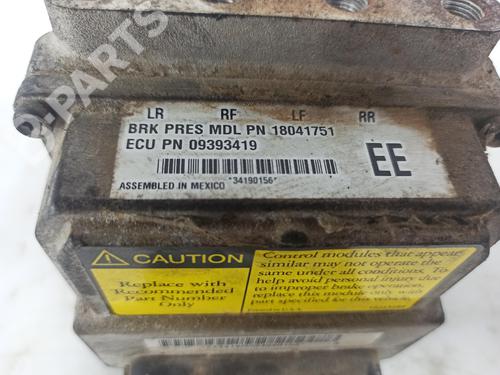 LR RF LF RR
BRK PRES MDL PN 18041751
ECU PN 09393419
EE
*34190156*
ASSEMBLED IN MEXICO
CAUTION
Replace with
Recommended
Part Number
Only
Control modules that appear
similar may not operate the
same under all conditions. To
help avoid personal injury due
to improper brake operation,
replace this module only with
part specified for this vehicle.
B-PARTS